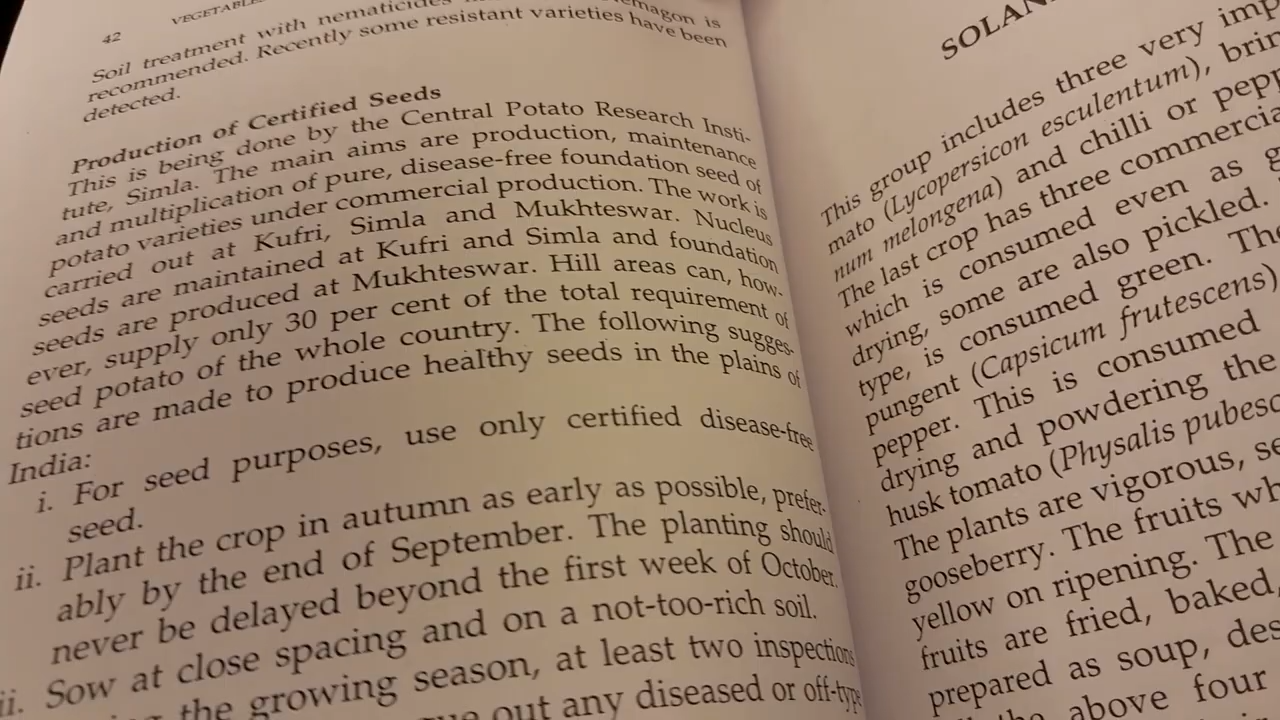 42
VEGETABLE
Soil treatment with nematicides
emagon is
recommended. Recently some resistant varieties have been
detected.
Production of Certified Seeds
This is being done by the Central Potato Research Insti-
tute, Simla. The main aims are production, maintenance
and multiplication of pure, disease-free foundation seed of
potato varieties under commercial production. The work is
carried out at Kufri, Simla and Mukhteswar. Nucleus
seeds are maintained at Kufri and Simla and foundation
seeds are produced at Mukhteswar. Hill areas can, how-
ever, supply only 30 per cent of the total requirement of
seed potato of the whole country. The following sugges-
tions are made to produce healthy seeds in the plains of
India:
i. For seed purposes, use only certified disease-free
seed.
ii. Plant the crop in autumn as early as possible, prefer-
ably by the end of September. The planting should
never be delayed beyond the first week of October.
ii. Sow at close spacing and on a not-too-rich soil.
the growing season, at least two inspections
out any diseased or off-type
SOLAN
This group includes three very imp
mato (Lycopersicon esculentum), brin
num melongena) and chilli or pepp
The last crop has three commercia
which is consumed even as g
drying, some are also pickled.
type, is consumed green. The
pungent (Capsicum frutescens)
pepper. This is consumed
drying and powdering the
husk tomato (Physalis pubesc
The plants are vigorous, se
gooseberry. The fruits wh
yellow on ripening. The
fruits are fried, baked,
prepared as soup, des
above four